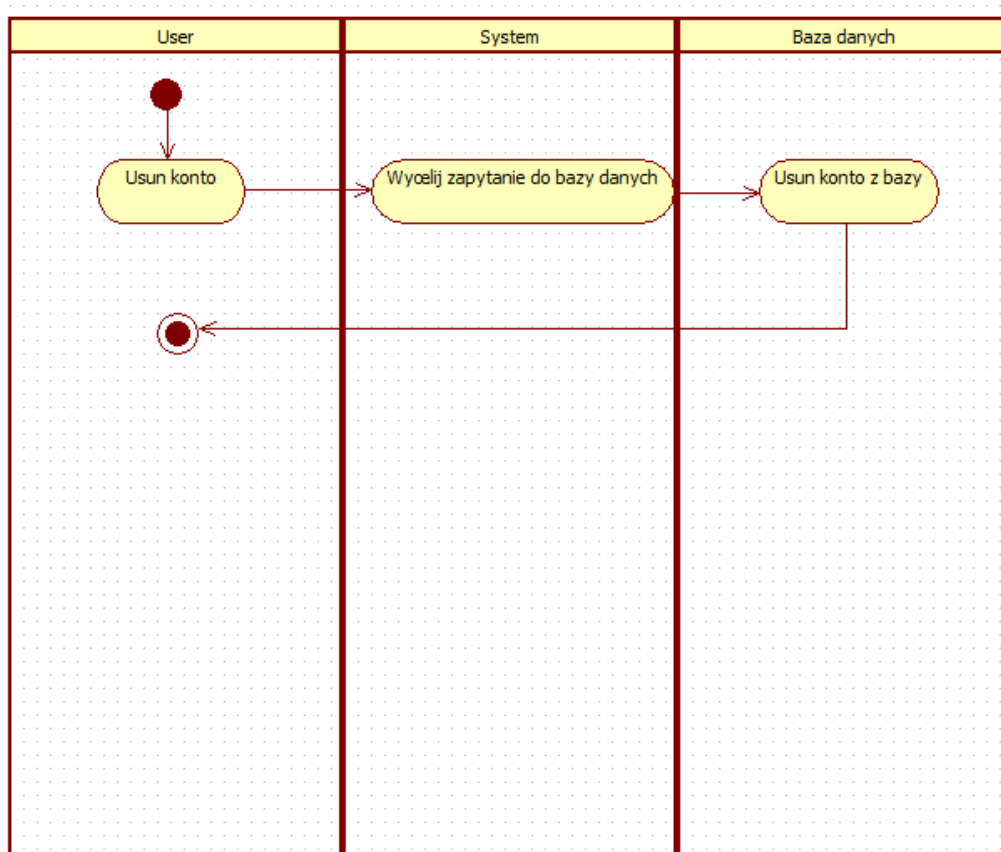 User
System
Baza danych
Usun konto
Wyœlij zapytanie do bazy danych
Usun konto z bazy